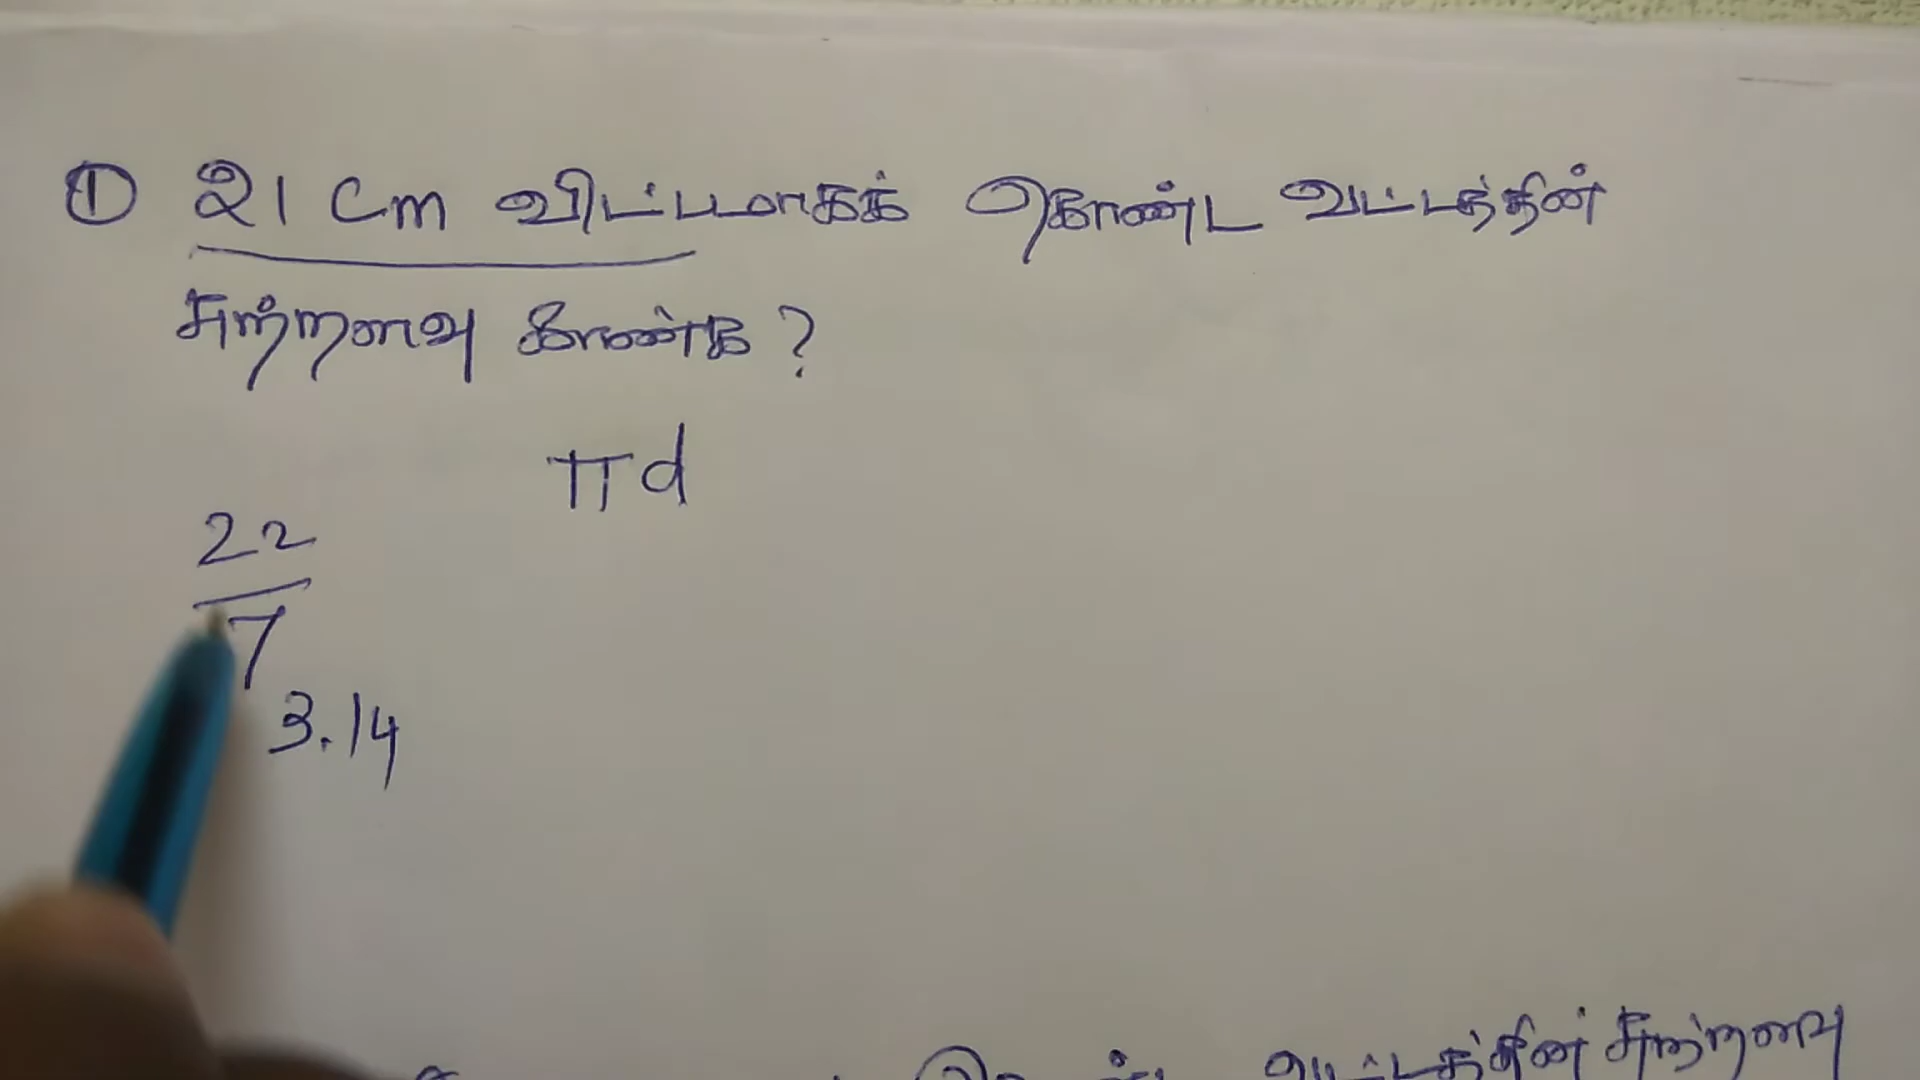 ① 21 cm விட்டமாகக் கொண்ட வட்டத்தின்
சுற்றளவு காண்க ?
πd
22
7
3.14
வட்டத்தின் சுற்றளவு